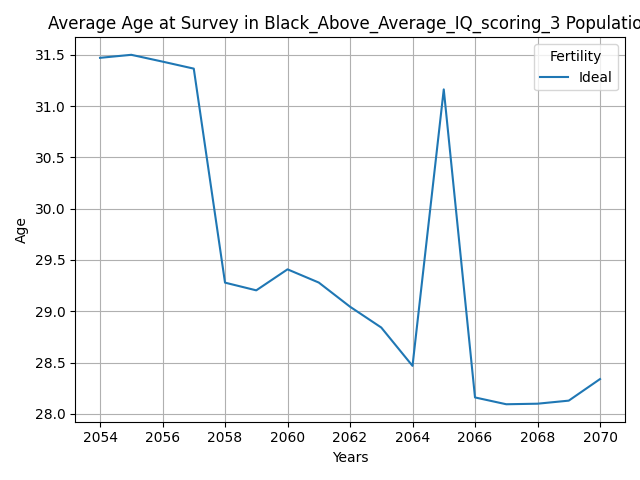 Average Age at Survey in Black_Above_Average_IQ_scoring_3 Populatio
Fertility
Ideal
31.5
31.0
30.5
30.0
29.5
29.0
28.5
28.0
Age
2054 2056 2058 2060 2062 2064 2066 2068 2070
Years